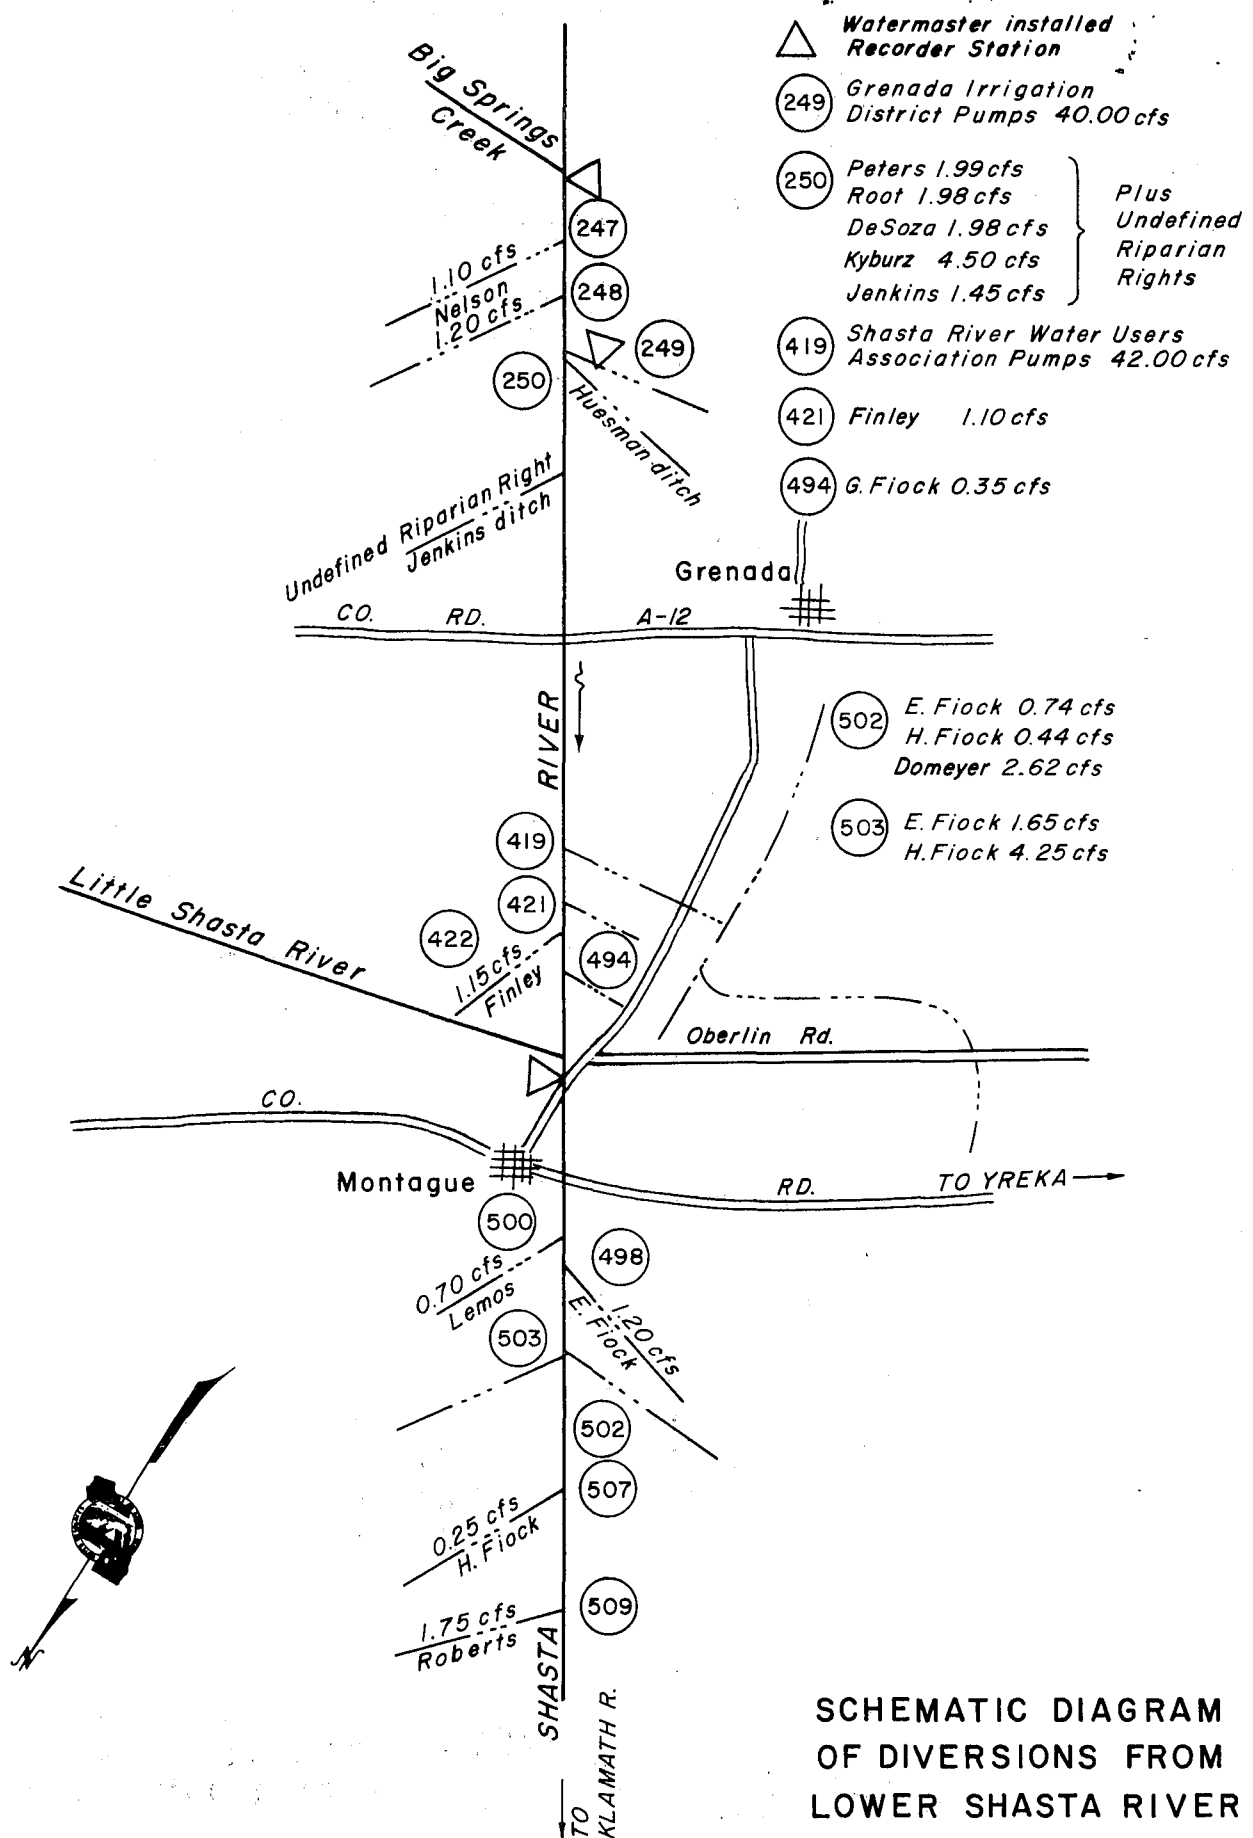 Watermaster installed
Recorder Station
249 Grenada Irrigation
District Pumps 40.00 cfs
250 Peters 1.99 cfs
Root 1.98 cfs
DeSoza 1.98 cfs
Kyburz 4.50 cfs
Jenkins 1.45 cfs
Plus
Undefined
Riparian
Rights
419 Shasta River Water Users
Association Pumps 42.00 cfs
421 Finley 1.10 cfs
494 G. Fiock 0.35 cfs
Big Springs
Creek
247
1.10 cfs
Nelson
248
1.20 cfs
249
250
Huesman ditch
Undefined Riparian Right
Jenkins ditch
Grenada
CO. RD. A-12
RIVER
502 E. Fiock 0.74 cfs
H. Fiock 0.44 cfs
Domeyer 2.62 cfs
503 E. Fiock 1.65 cfs
H. Fiock 4.25 cfs
419
421
422
1.15 cfs
Finley
494
Little Shasta River
Oberlin Rd.
CO.
Montague
RD.
TO YREKA
500
0.70 cfs
Lemos
498
1.20 cfs
E. Fiock
503
502
507
0.25 cfs
H. Fiock
509
1.75 cfs
Roberts
SHASTA
TO
KLAMATH R.
N
SCHEMATIC DIAGRAM
OF DIVERSIONS FROM
LOWER SHASTA RIVER